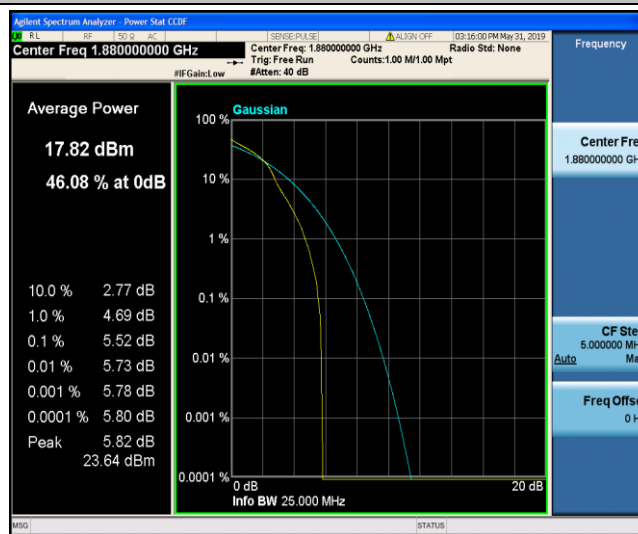 Agilent Spectrum Analyzer - Power Stat CCDF
RL RF 50 Ω AC SENSE:PULSE ALIGN OFF 03:16:00 PM May 31, 2019
Center Freq 1.880000000 GHz
Center Freq: 1.880000000 GHz Radio Std: None
Trig: Free Run Counts:1.00 M/1.00 Mpt
#IFGain:Low #Atten: 40 dB
Frequency
Average Power
17.82 dBm
46.08 % at 0dB
10.0 % 2.77 dB
1.0 % 4.69 dB
0.1 % 5.52 dB
0.01 % 5.73 dB
0.001 % 5.78 dB
0.0001 % 5.80 dB
Peak 5.82 dB
23.64 dBm
Gaussian
100 %
10 %
1 %
0.1 %
0.01 %
0.001 %
0.0001 %
0 dB 20 dB
Info BW 25.000 MHz
Center Fre
1.880000000 GH
CF Ste
5.000000 MH
Auto Ma
Freq Offse
0 H
MSG STATUS